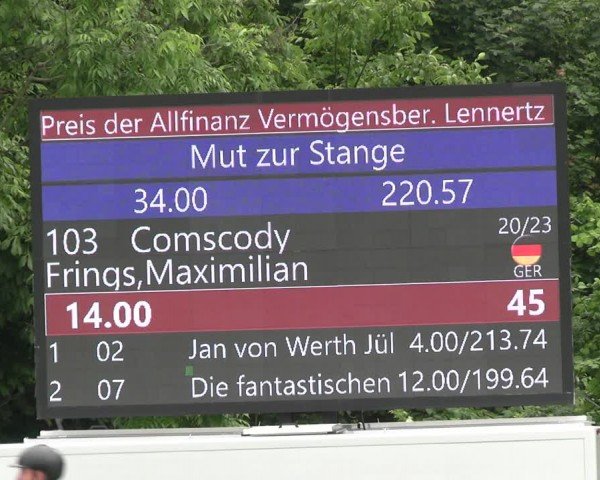 Preis der Allfinanz Vermögensber. Lennertz
Mut zur Stange
34.00 220.57
103 Comscody 20/23
Frings,Maximilian GER
14.00 45
1 02 Jan von Werth Jül 4.00/213.74
2 07 Die fantastischen 12.00/199.64